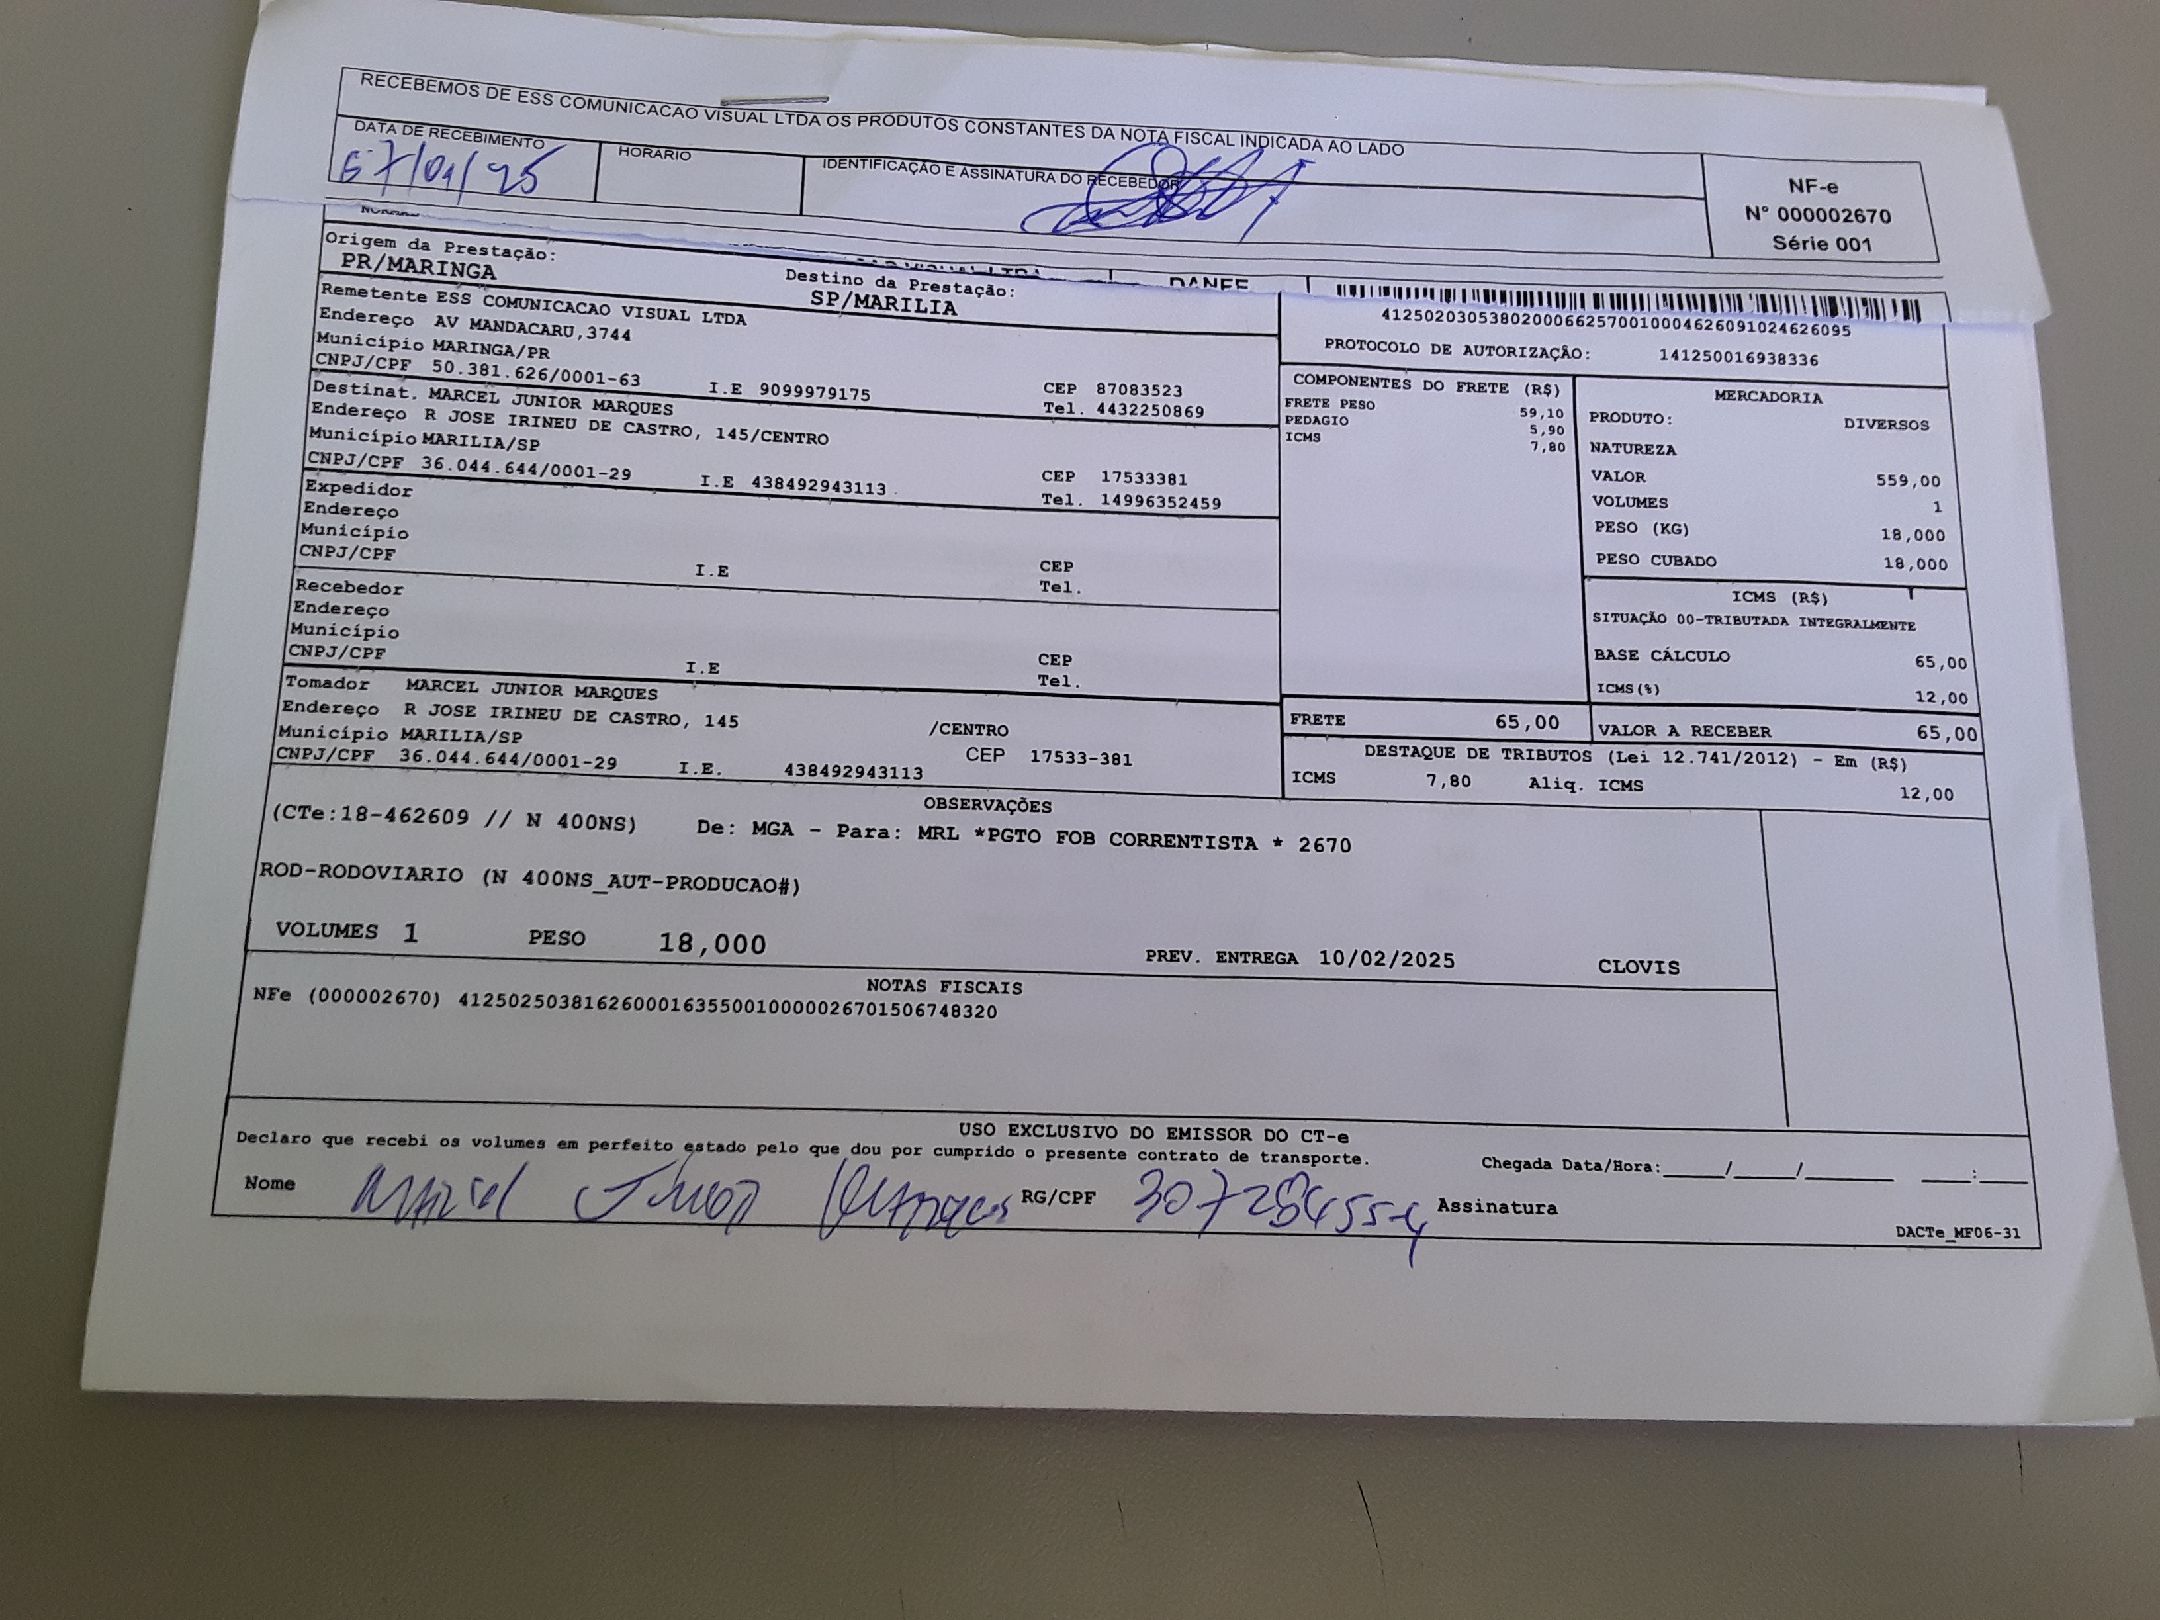 RECEBEMOS DE ESS COMUNICACAO VISUAL LTDA OS PRODUTOS CONSTANTES DA NOTA FISCAL INDICADA AO LADO
DATA DE RECEBIMENTO
HORARIO
IDENTIFICAÇÃO E ASSINATURA DO RECEBEDOR
NF-e
N° 000002670
Série 001
DANFE
Origem da Prestação:
PR/MARINGA
Destino da Prestação:
SP/MARILIA
Remetente ESS COMUNICACAO VISUAL LTDA
Endereço AV MANDACARU,3744
Município MARINGA/PR
CNPJ/CPF 50.381.626/0001-63 I.E 9099979175
CEP 87083523
Tel. 4432250869
Destinat. MARCEL JUNIOR MARQUES
Endereço R JOSE IRINEU DE CASTRO, 145/CENTRO
Município MARILIA/SP
CNPJ/CPF 36.044.644/0001-29 I.E 438492943113
CEP 17533381
Tel. 14996352459
Expedidor
Endereço
Município
CNPJ/CPF I.E
CEP
Tel.
Recebedor
Endereço
Município
CNPJ/CPF I.E
CEP
Tel.
Tomador MARCEL JUNIOR MARQUES
Endereço R JOSE IRINEU DE CASTRO, 145 /CENTRO
Município MARILIA/SP CEP 17533-381
CNPJ/CPF 36.044.644/0001-29 I.E. 438492943113
41250203053802000662570010004626091024626095
PROTOCOLO DE AUTORIZAÇÃO: 141250016938336
COMPONENTES DO FRETE (R$)
FRETE PESO 59,10
PEDAGIO 5,90
ICMS 7,80
MERCADORIA
PRODUTO: DIVERSOS
NATUREZA
VALOR 559,00
VOLUMES 1
PESO (KG) 18,000
PESO CUBADO 18,000
ICMS (R$)
SITUAÇÃO 00-TRIBUTADA INTEGRALMENTE
BASE CÁLCULO 65,00
ICMS(%) 12,00
FRETE 65,00
VALOR A RECEBER 65,00
DESTAQUE DE TRIBUTOS (Lei 12.741/2012) - Em (R$)
ICMS 7,80 Aliq. ICMS 12,00
OBSERVAÇÕES
(CTe:18-462609 // N 400NS) De: MGA - Para: MRL *PGTO FOB CORRENTISTA * 2670
ROD-RODOVIARIO (N 400NS_AUT-PRODUCAO#)
VOLUMES 1 PESO 18,000 PREV. ENTREGA 10/02/2025 CLOVIS
NOTAS FISCAIS
NFe (000002670) 41250250381626000163550010000026701506748320
USO EXCLUSIVO DO EMISSOR DO CT-e
Declaro que recebi os volumes em perfeito estado pelo que dou por cumprido o presente contrato de transporte. Chegada Data/Hora:_____/_____/________ ____:____
Nome Marcel Junior Marques RG/CPF 307284554 Assinatura
DACTe_MF06-31